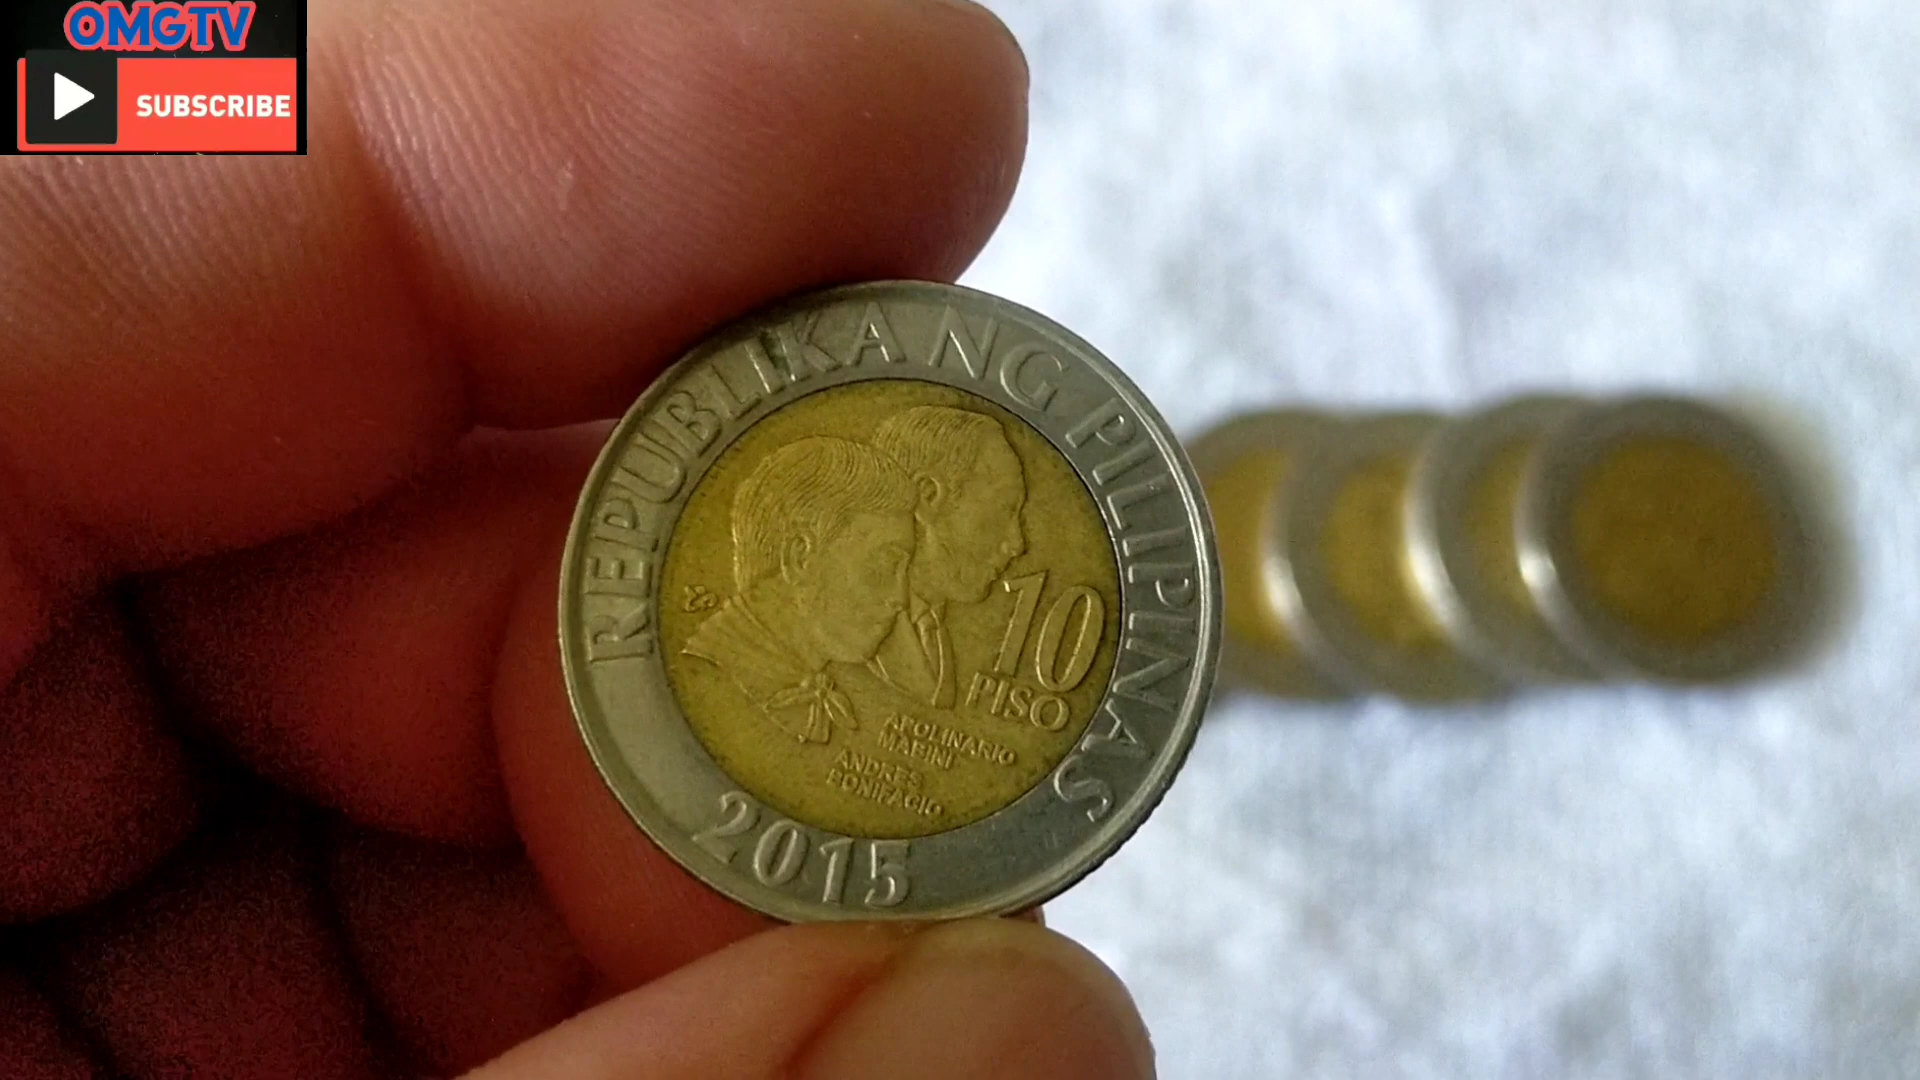 OMGTV
SUBSCRIBE
REPUBLIKA NG PILIPINAS
10
PISO
APOLINARIO
MABINI
ANDRES
BONIFACIO
2015